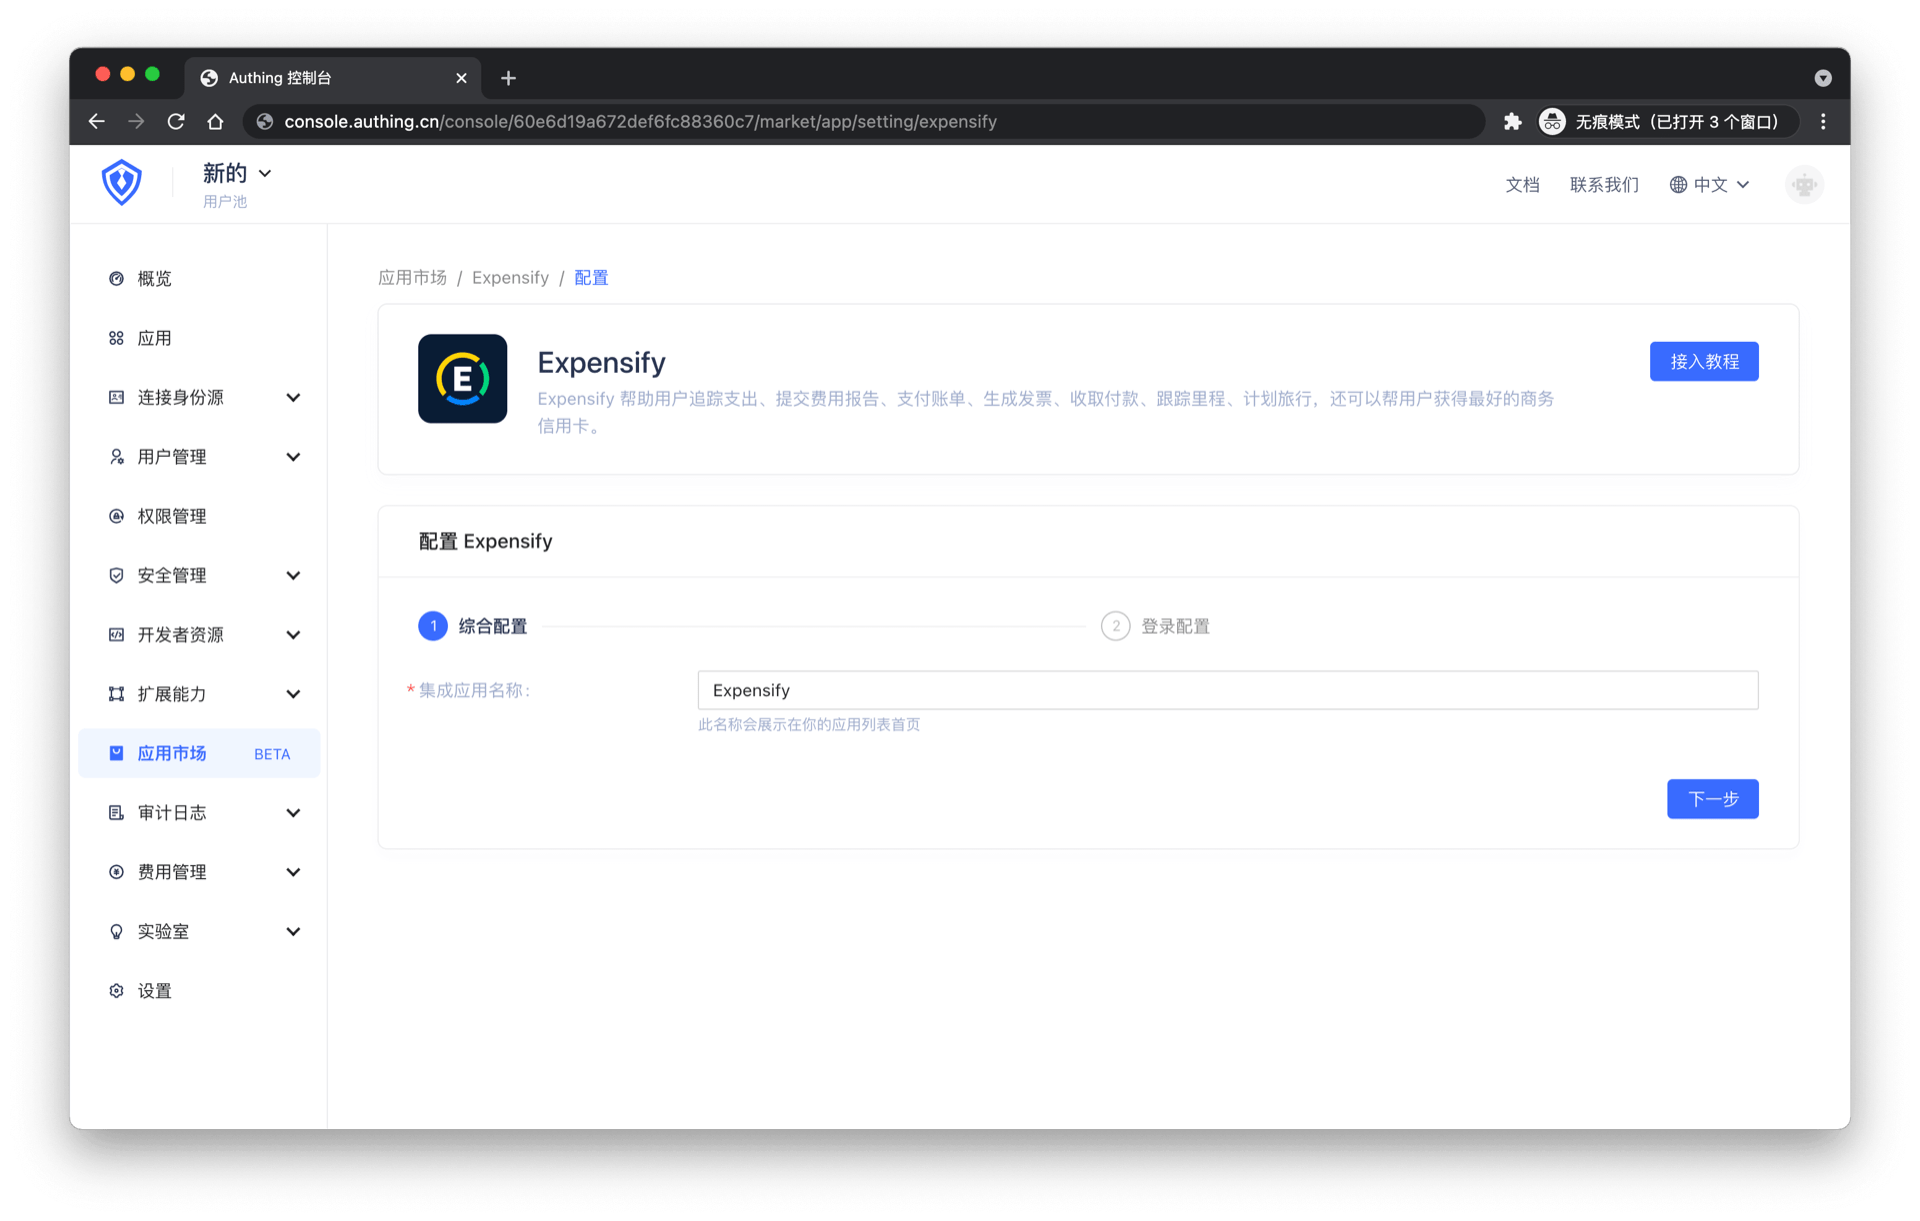 Authing 控制台
console.authing.cn/console/60e6d19a672def6fc88360c7/market/app/setting/expensify
无痕模式（已打开 3 个窗口）
新的
用户池
文档
联系我们
中文
概览
应用
连接身份源
用户管理
权限管理
安全管理
开发者资源
扩展能力
应用市场 BETA
审计日志
费用管理
实验室
设置
应用市场 / Expensify / 配置
E
Expensify
接入教程
Expensify 帮助用户追踪支出、提交费用报告、支付账单、生成发票、收取付款、跟踪里程、计划旅行，还可以帮用户获得最好的商务
信用卡。
配置 Expensify
1 综合配置
2 登录配置
* 集成应用名称:
Expensify
此名称会展示在你的应用列表首页
下一步